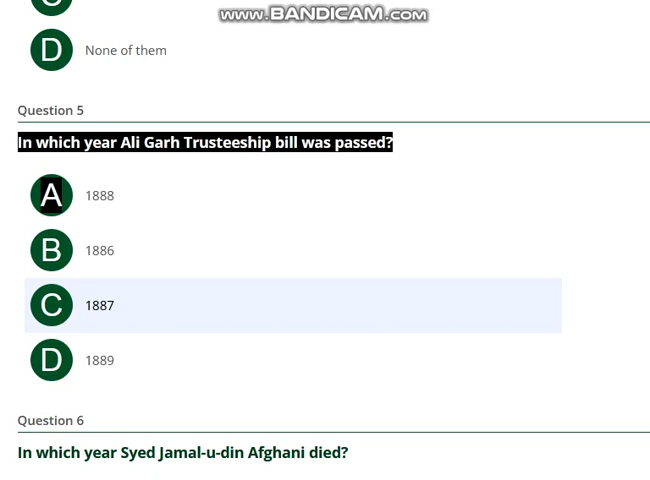 www.BANDICAM.com
D None of them
Question 5
In which year Ali Garh Trusteeship bill was passed?
A 1888
B 1886
C 1887
D 1889
Question 6
In which year Syed Jamal-u-din Afghani died?